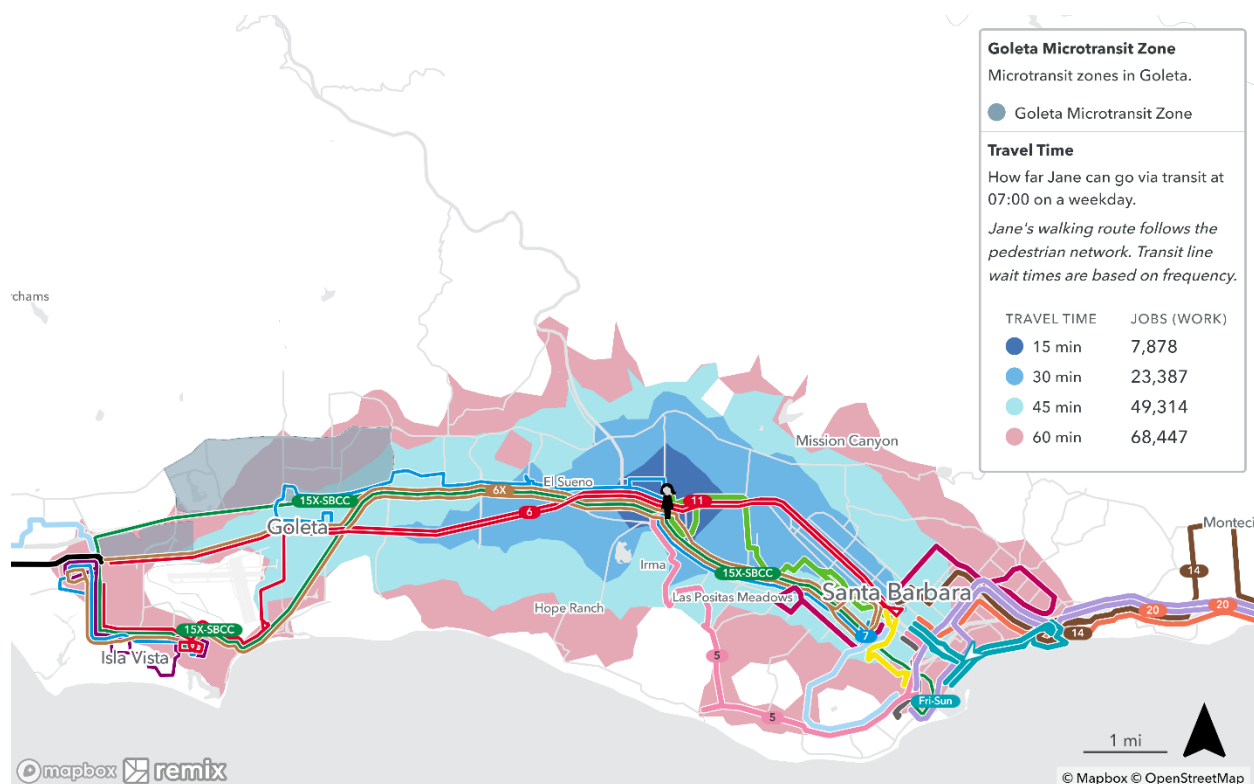 Goleta Microtransit Zone
Microtransit zones in Goleta.
Goleta Microtransit Zone
Travel Time
How far Jane can go via transit at
07:00 on a weekday.
Jane's walking route follows the
pedestrian network. Transit line
wait times are based on frequency.
TRAVEL TIME JOBS (WORK)
15 min 7,878
30 min 23,387
45 min 49,314
60 min 68,447
rchams
Mission Canyon
El Sueno
6X
15X-SBCC
11
6
Goleta
Monteci
Irma
15X-SBCC
14
Las Positas Meadows
Santa Barbara
Hope Ranch
20
20
15X-SBCC
7
14
Isla Vista
5
Fri-Sun
5
1 mi
mapbox remix
© Mapbox © OpenStreetMap